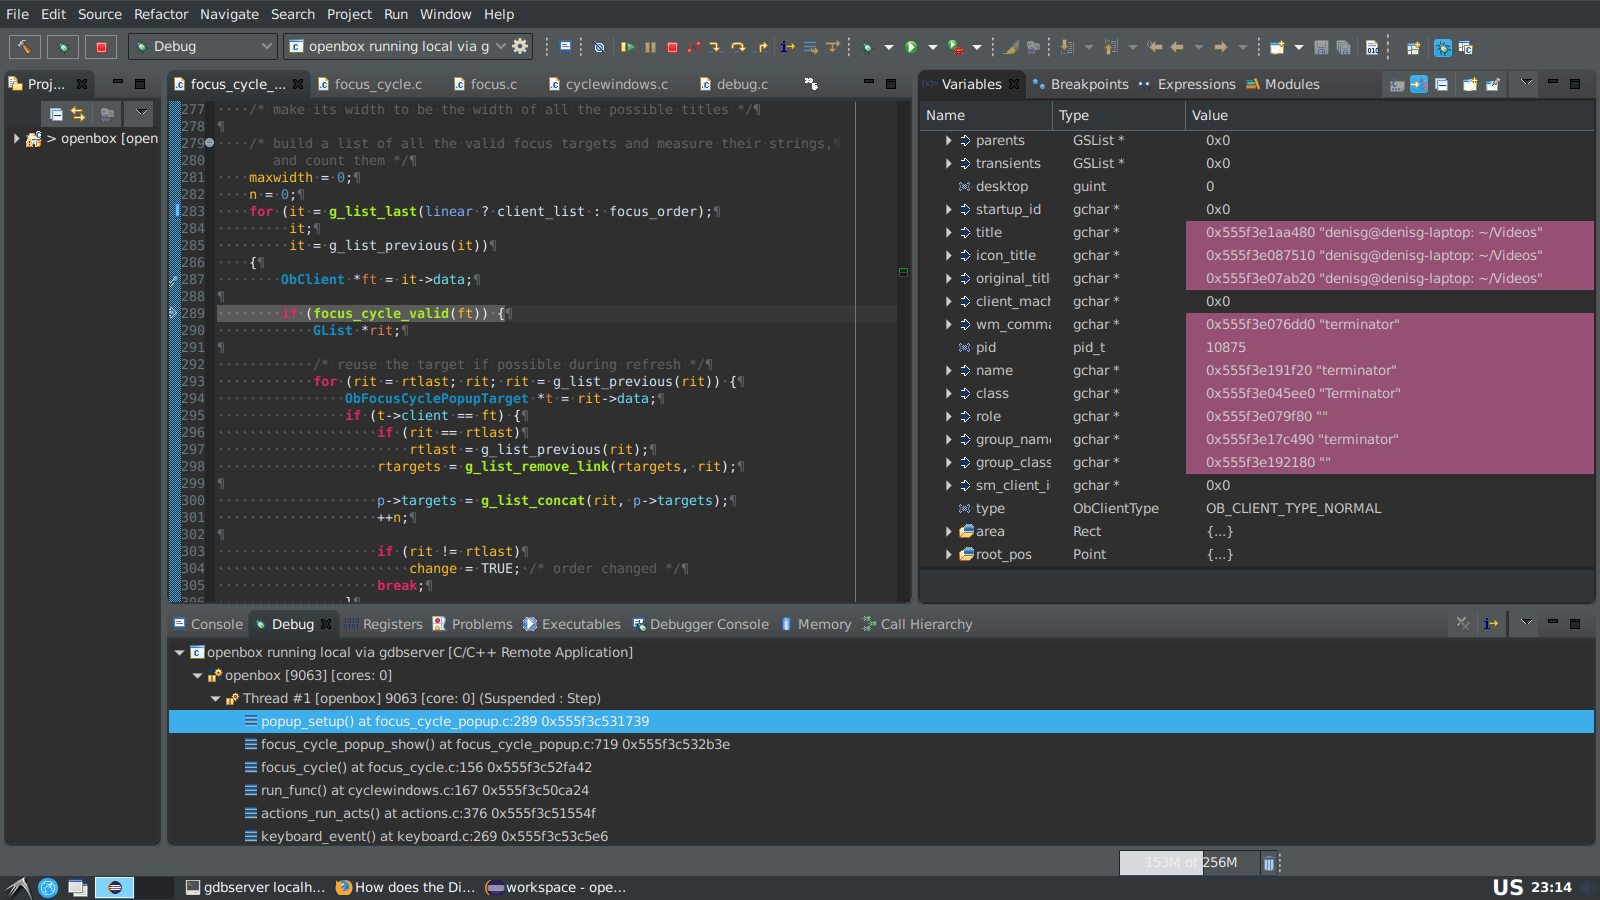 File Edit Source Refactor Navigate Search Project Run Window Help
Debug openbox running local via g
Proj... focus_cycle_... focus_cycle.c focus.c cyclewindows.c debug.c Variables Breakpoints Expressions Modules
> openbox [open
277 /* make its width to be the width of all the possible titles */¶
278 ¶
279 /* build a list of all the valid focus targets and measure their strings,¶
280 and count them */¶
281 maxwidth = 0;¶
282 n = 0;¶
283 for (it = g_list_last(linear ? client_list : focus_order);¶
284 it;¶
285 it = g_list_previous(it))¶
286 {¶
287 ObClient *ft = it->data;¶
288 ¶
289 if (focus_cycle_valid(ft)) {¶
290 GList *rit;¶
291 ¶
292 /* reuse the target if possible during refresh */¶
293 for (rit = rtlast; rit; rit = g_list_previous(rit)) {¶
294 ObFocusCyclePopupTarget *t = rit->data;¶
295 if (t->client == ft) {¶
296 if (rit == rtlast)¶
297 rtlast = g_list_previous(rit);¶
298 rtargets = g_list_remove_link(rtargets, rit);¶
299 ¶
300 p->targets = g_list_concat(rit, p->targets);¶
301 ++n;¶
302 ¶
303 if (rit != rtlast)¶
304 change = TRUE; /* order changed */¶
305 break;¶
306 }
Name Type Value
parents GSList * 0x0
transients GSList * 0x0
desktop guint 0
startup_id gchar * 0x0
title gchar * 0x555f3e1aa480 "denisg@denisg-laptop: ~/Videos"
icon_title gchar * 0x555f3e087510 "denisg@denisg-laptop: ~/Videos"
original_titl gchar * 0x555f3e07ab20 "denisg@denisg-laptop: ~/Videos"
client_mach gchar * 0x0
wm_comma gchar * 0x555f3e076dd0 "terminator"
pid pid_t 10875
name gchar * 0x555f3e191f20 "terminator"
class gchar * 0x555f3e045ee0 "Terminator"
role gchar * 0x555f3e079f80 ""
group_name gchar * 0x555f3e17c490 "terminator"
group_class gchar * 0x555f3e192180 ""
sm_client_i gchar * 0x0
type ObClientType OB_CLIENT_TYPE_NORMAL
area Rect {...}
root_pos Point {...}
Console Debug Registers Problems Executables Debugger Console Memory Call Hierarchy
openbox running local via gdbserver [C/C++ Remote Application]
openbox [9063] [cores: 0]
Thread #1 [openbox] 9063 [core: 0] (Suspended : Step)
popup_setup() at focus_cycle_popup.c:289 0x555f3c531739
focus_cycle_popup_show() at focus_cycle_popup.c:719 0x555f3c532b3e
focus_cycle() at focus_cycle.c:156 0x555f3c52fa42
run_func() at cyclewindows.c:167 0x555f3c50ca24
actions_run_acts() at actions.c:376 0x555f3c51554f
keyboard_event() at keyboard.c:269 0x555f3c53c5e6
153M of 256M
gdbserver localh... How does the Di... workspace - ope... US 23:14